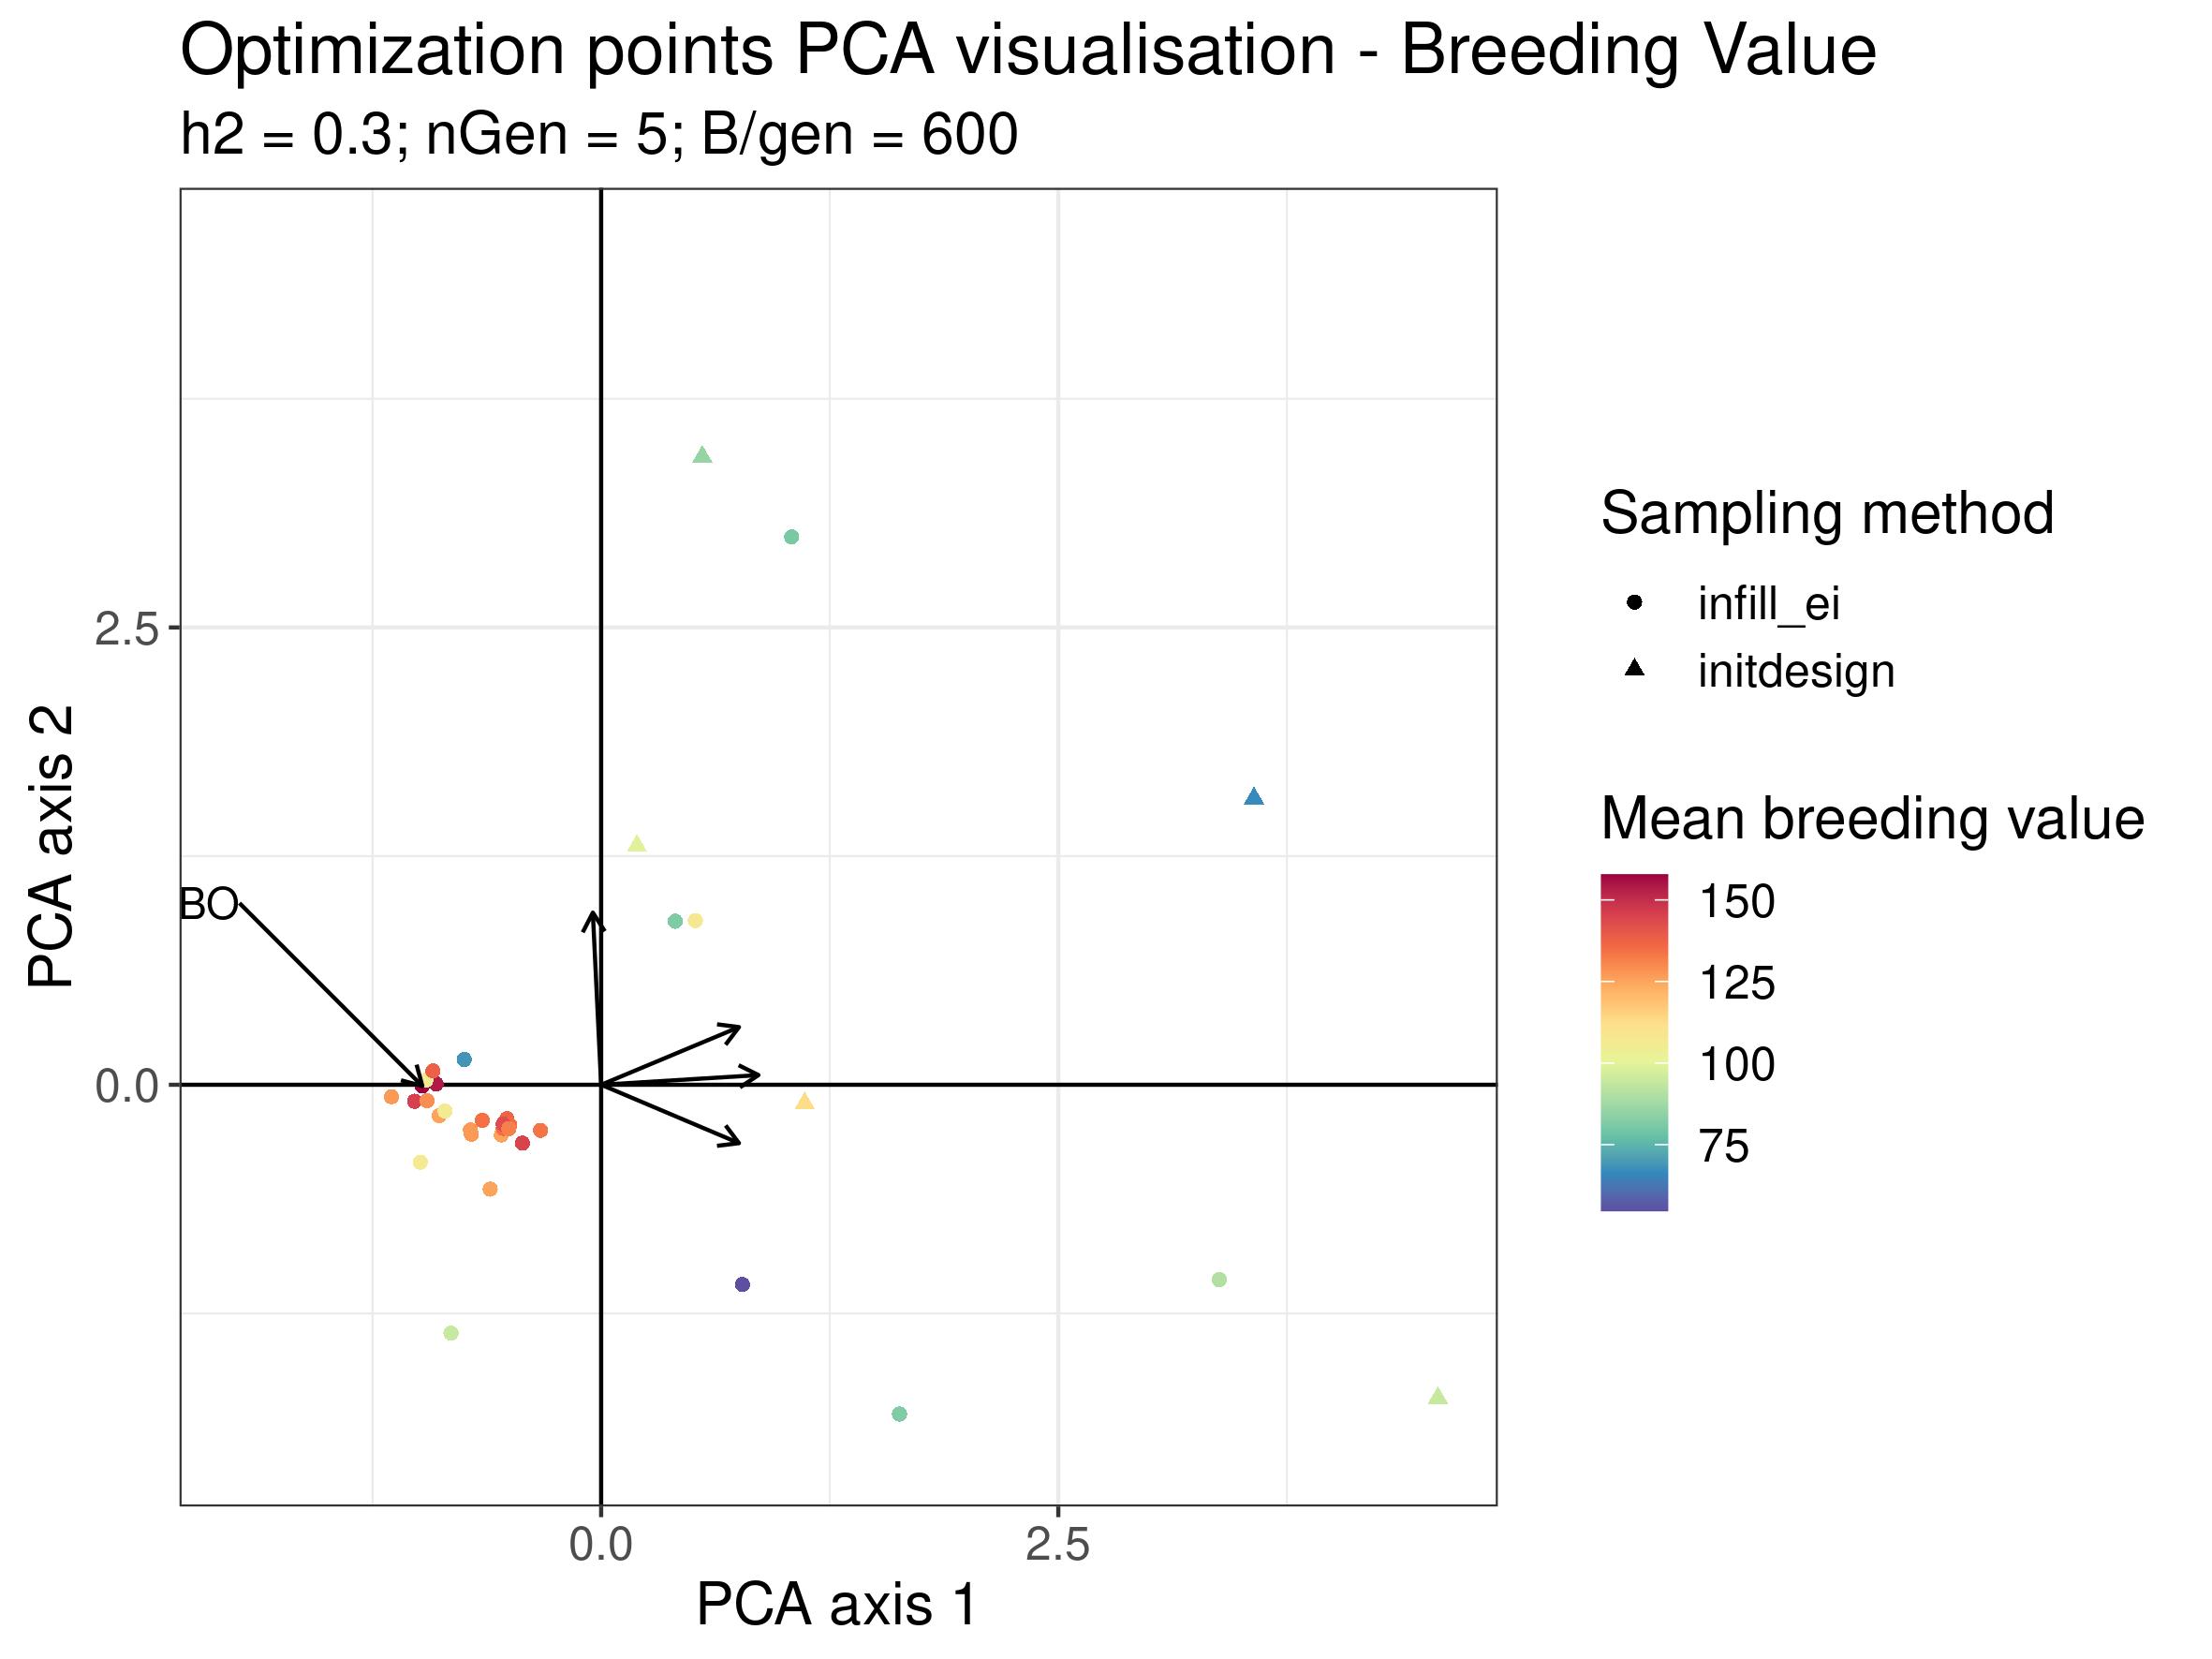 Optimization points PCA visualisation - Breeding Value
h2 = 0.3; nGen = 5; B/gen = 600
PCA axis 2
2.5
0.0
BO
0.0
2.5
PCA axis 1
Sampling method
infill_ei
initdesign
Mean breeding value
150
125
100
75